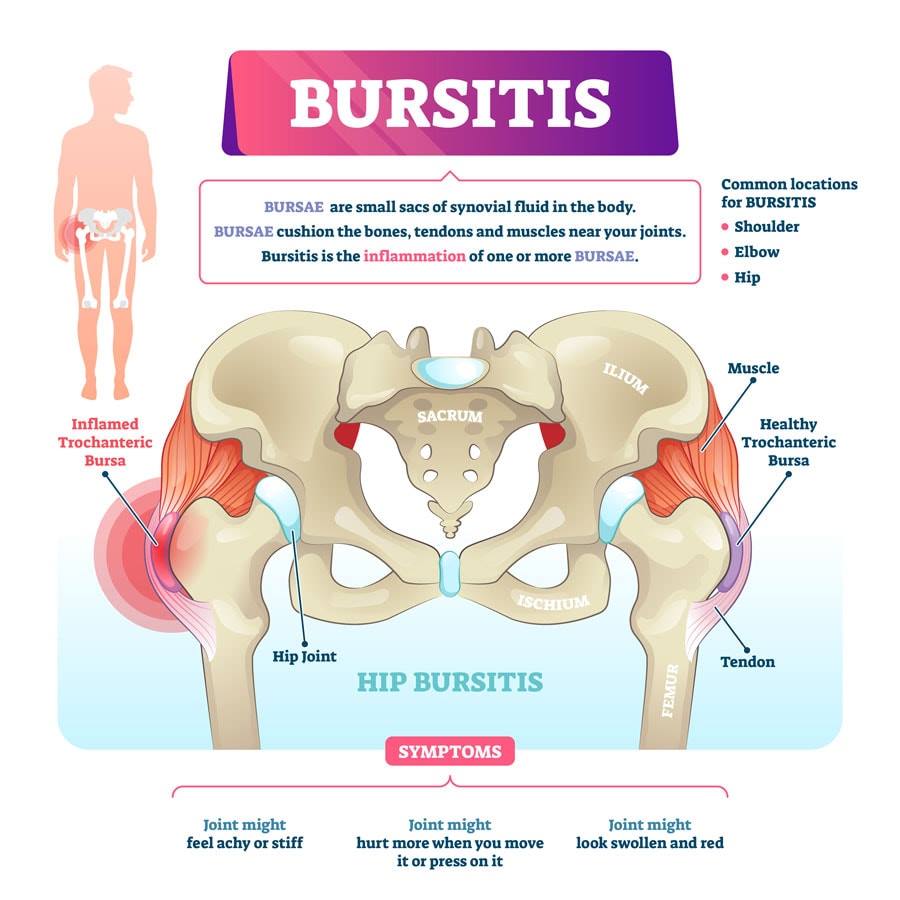 BURSITIS
BURSAE are small sacs of synovial fluid in the body.
BURSAE cushion the bones, tendons and muscles near your joints.
Bursitis is the inflammation of one or more BURSAE.
Common locations
for BURSITIS
Shoulder
Elbow
Hip
ILIUM
Muscle
SACRUM
Inflamed
Trochanteric
Bursa
Healthy
Trochanteric
Bursa
ISCHIUM
Hip Joint
Tendon
HIP BURSITIS
FEMUR
SYMPTOMS
Joint might
feel achy or stiff
Joint might
hurt more when you move
it or press on it
Joint might
look swollen and red